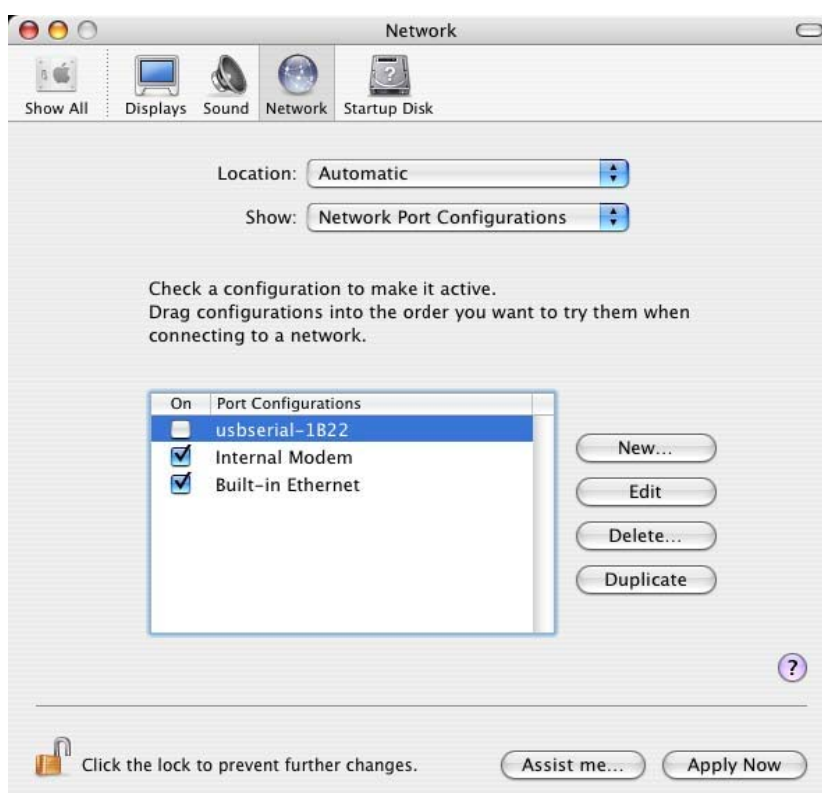 Network
Show All Displays Sound Network Startup Disk
Location: Automatic
Show: Network Port Configurations
Check a configuration to make it active.
Drag configurations into the order you want to try them when
connecting to a network.
On Port Configurations
usbserial-1B22
Internal Modem
Built-in Ethernet
New...
Edit
Delete...
Duplicate
?
Click the lock to prevent further changes.
Assist me... Apply Now